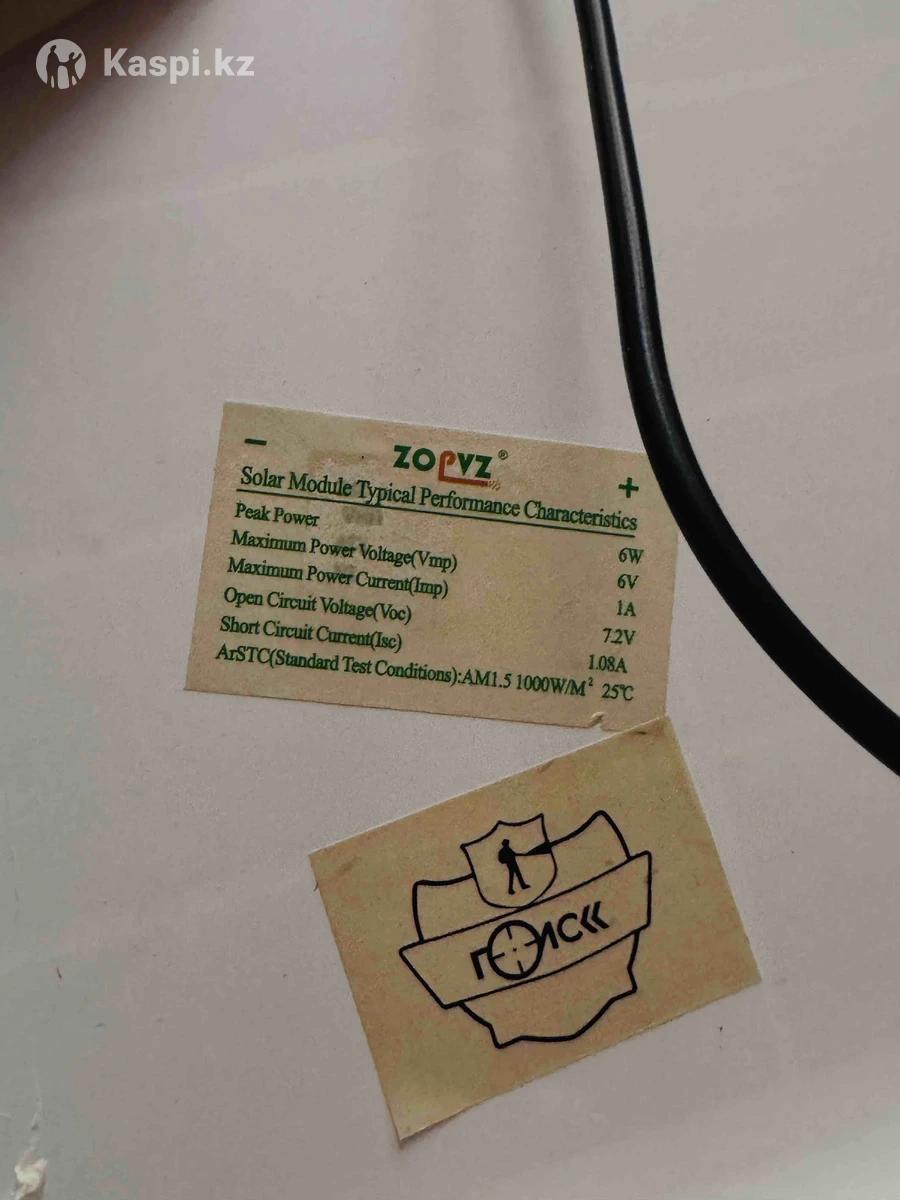 Kaspi.kz
− ZOPVZ® +
Solar Module Typical Performance Characteristics
Peak Power 6W
Maximum Power Voltage(Vmp) 6V
Maximum Power Current(Imp) 1A
Open Circuit Voltage(Voc) 7.2V
Short Circuit Current(Isc) 1.08A
ArSTC(Standard Test Conditions):AM1.5 1000W/M² 25℃
ПОИСК